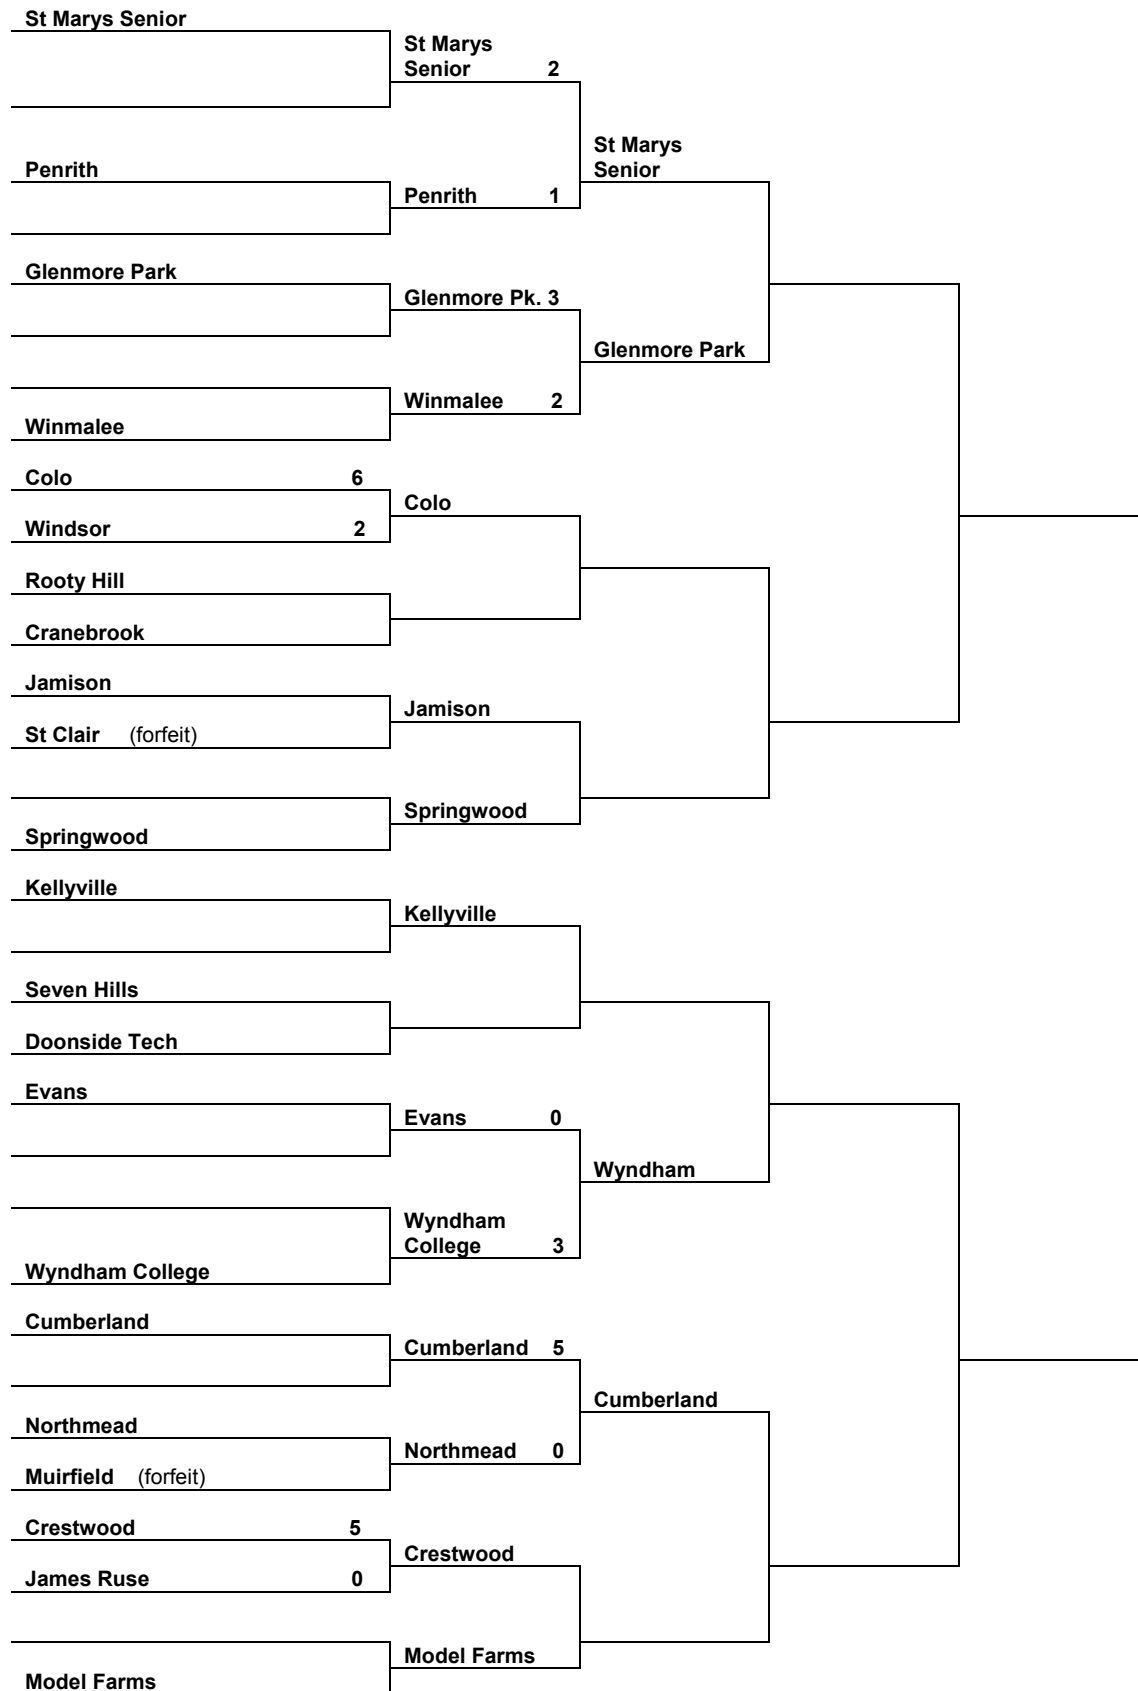 St Marys Senior
St Marys
Senior 2
St Marys
Senior
Penrith
Penrith 1
Glenmore Park
Glenmore Pk. 3
Glenmore Park
Winmalee 2
Winmalee
Colo 6
Colo
Windsor 2
Rooty Hill
Cranebrook
Jamison
Jamison
St Clair (forfeit)
Springwood
Springwood
Kellyville
Kellyville
Seven Hills
Doonside Tech
Evans
Evans 0
Wyndham
Wyndham
College 3
Wyndham College
Cumberland
Cumberland 5
Cumberland
Northmead
Northmead 0
Muirfield (forfeit)
Crestwood 5
Crestwood
James Ruse 0
Model Farms
Model Farms